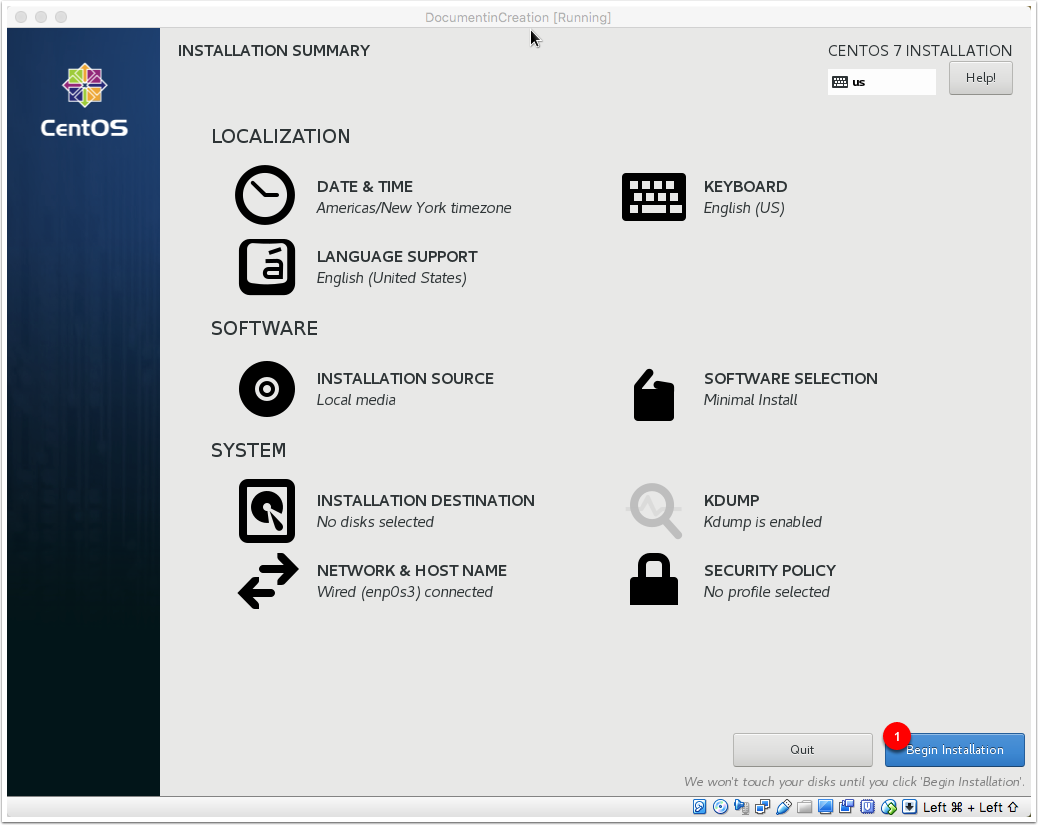 DocumentinCreation [Running]
INSTALLATION SUMMARY
CENTOS 7 INSTALLATION
us
Help!
CentOS
LOCALIZATION
DATE & TIME
Americas/New York timezone
KEYBOARD
English (US)
á
LANGUAGE SUPPORT
English (United States)
SOFTWARE
INSTALLATION SOURCE
Local media
SOFTWARE SELECTION
Minimal Install
SYSTEM
INSTALLATION DESTINATION
No disks selected
KDUMP
Kdump is enabled
NETWORK & HOST NAME
Wired (enp0s3) connected
SECURITY POLICY
No profile selected
Quit
1
Begin Installation
We won't touch your disks until you click 'Begin Installation'.
Left ⌘ + Left ⇧